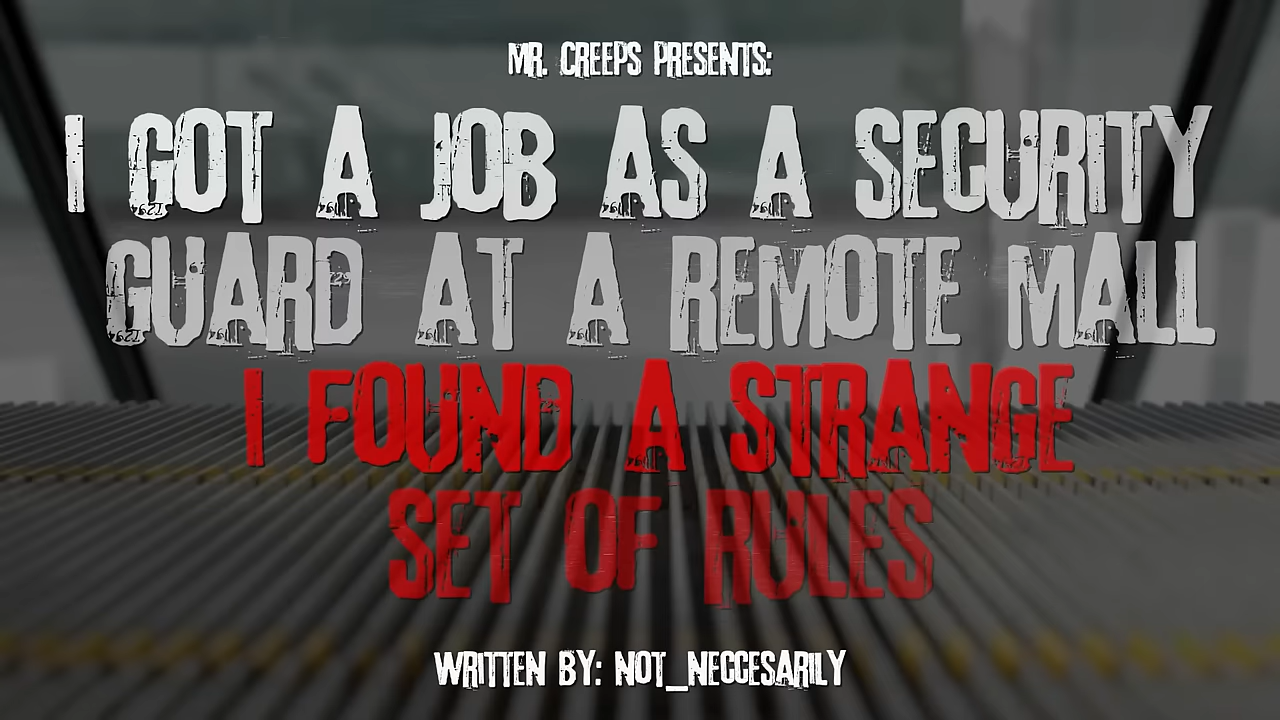 MR. CREEPS PRESENTS:
I GOT A JOB AS A SECURITY
GUARD AT A REMOTE MALL
I FOUND A STRANGE
SET OF RULES
WRITTEN BY: NOT_NECCESARILY